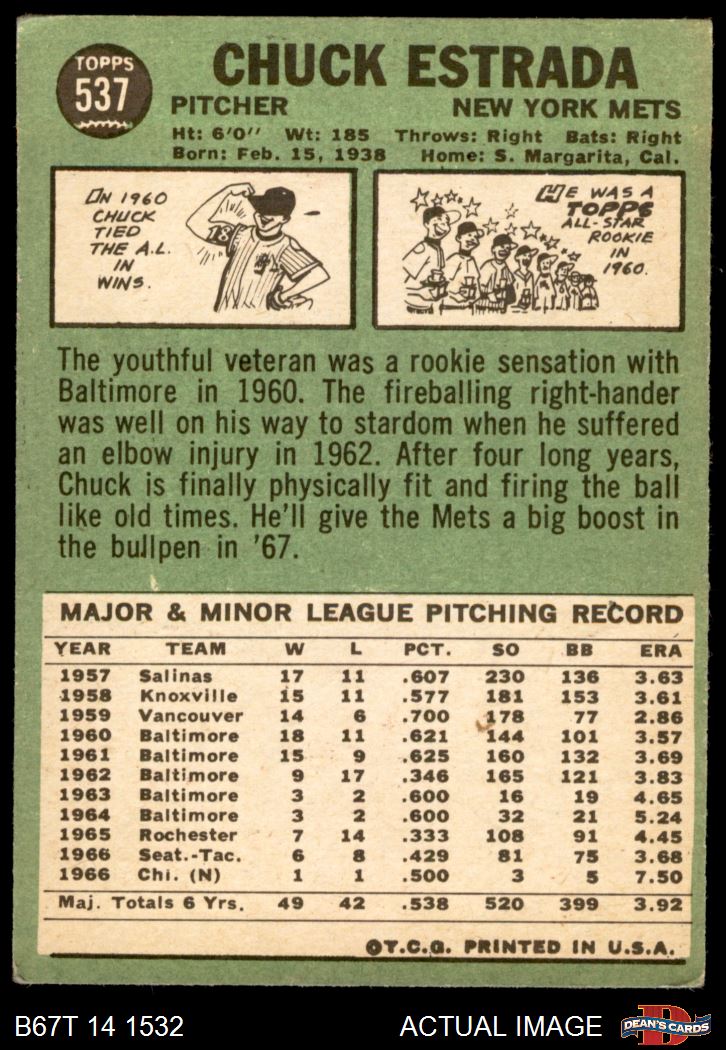 TOPPS
537
CHUCK ESTRADA
PITCHER NEW YORK METS
Ht: 6'0" Wt: 185 Throws: Right Bats: Right
Born: Feb. 15, 1938 Home: S. Margarita, Cal.
IN 1960
CHUCK
TIED
THE A.L.
IN
WINS.
18
HE WAS A
TOPPS
ALL-STAR
ROOKIE
IN
1960.
The youthful veteran was a rookie sensation with
Baltimore in 1960. The fireballing right-hander
was well on his way to stardom when he suffered
an elbow injury in 1962. After four long years,
Chuck is finally physically fit and firing the ball
like old times. He'll give the Mets a big boost in
the bullpen in '67.
MAJOR & MINOR LEAGUE PITCHING RECORD
YEAR TEAM W L PCT. SO BB ERA
1957 Salinas 17 11 .607 230 136 3.63
1958 Knoxville 15 11 .577 181 153 3.61
1959 Vancouver 14 6 .700 178 77 2.86
1960 Baltimore 18 11 .621 144 101 3.57
1961 Baltimore 15 9 .625 160 132 3.69
1962 Baltimore 9 17 .346 165 121 3.83
1963 Baltimore 3 2 .600 16 19 4.65
1964 Baltimore 3 2 .600 32 21 5.24
1965 Rochester 7 14 .333 108 91 4.45
1966 Seat.-Tac. 6 8 .429 81 75 3.68
1966 Chi. (N) 1 1 .500 3 5 7.50
Maj. Totals 6 Yrs. 49 42 .538 520 399 3.92
©T.C.G. PRINTED IN U.S.A.
B67T 14 1532 ACTUAL IMAGE
D
DEAN'S CARDS